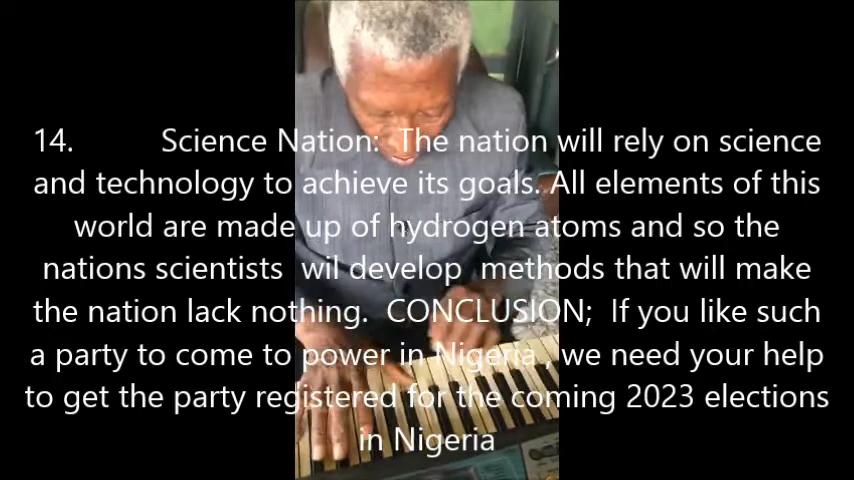 14. Science Nation: The nation will rely on science
and technology to achieve its goals. All elements of this
world are made up of hydrogen atoms and so the
nations scientists wil develop methods that will make
the nation lack nothing. CONCLUSION; If you like such
a party to come to power in Nigeria , we need your help
to get the party registered for the coming 2023 elections
in Nigeria